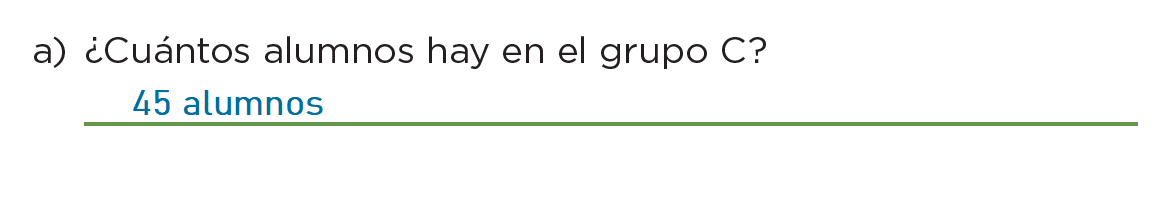 a) ¿Cuántos alumnos hay en el grupo C?
45 alumnos